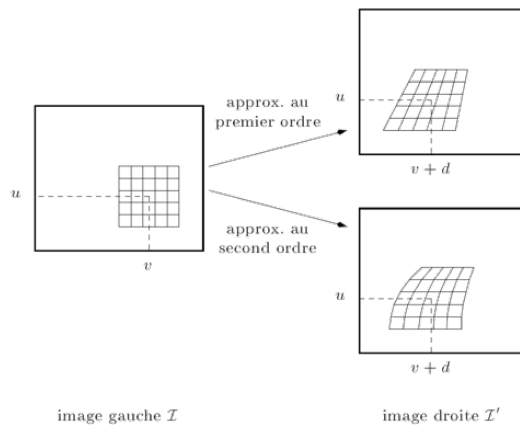 approx. au
premier ordre
u
v + d
u
v
approx. au
second ordre
u
v + d
image gauche ℐ
image droite ℐ′